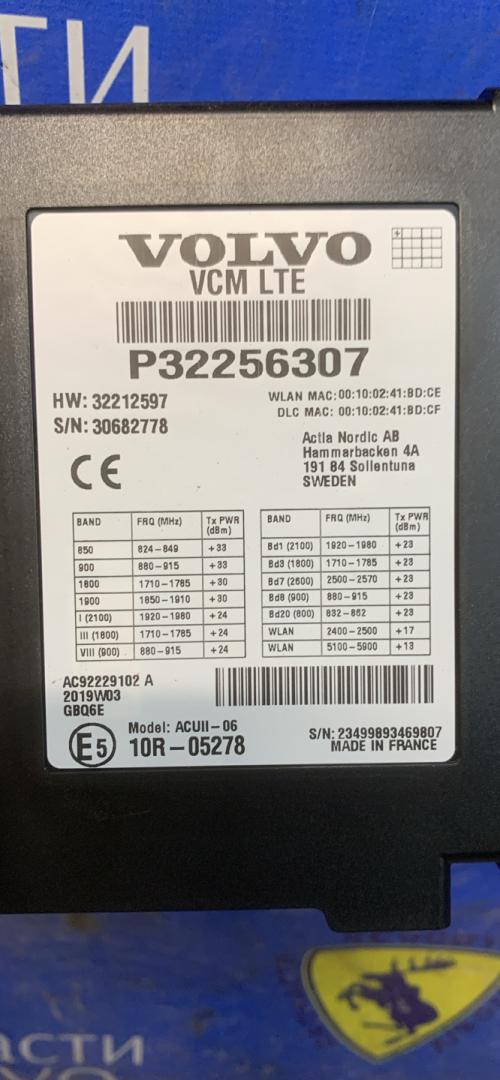 СТИ
VOLVO
VCM LTE
P32256307
HW: 32212597
S/N: 30682778
WLAN MAC: 00:10:02:41:BD:CE
DLC MAC: 00:10:02:41:BD:CF
Actia Nordic AB
Hammarbacken 4A
191 84 Sollentuna
SWEDEN
CE
BAND FRQ (MHz) Tx PWR (dBm)
850 824-849 +33
900 880-915 +33
1800 1710-1785 +30
1900 1850-1910 +30
I (2100) 1920-1980 +24
III (1800) 1710-1785 +24
VIII (900) 880-915 +24
BAND FRQ (MHz) Tx PWR (dBm)
Bd1 (2100) 1920-1980 +23
Bd3 (1800) 1710-1785 +23
Bd7 (2600) 2500-2570 +23
Bd8 (900) 880-915 +23
Bd20 (800) 832-862 +23
WLAN 2400-2500 +17
WLAN 5100-5900 +13
AC92229102 A
2019W03
GBQ6E
E5
Model: ACUII-06
10R-05278
S/N: 23499893469807
MADE IN FRANCE
асти